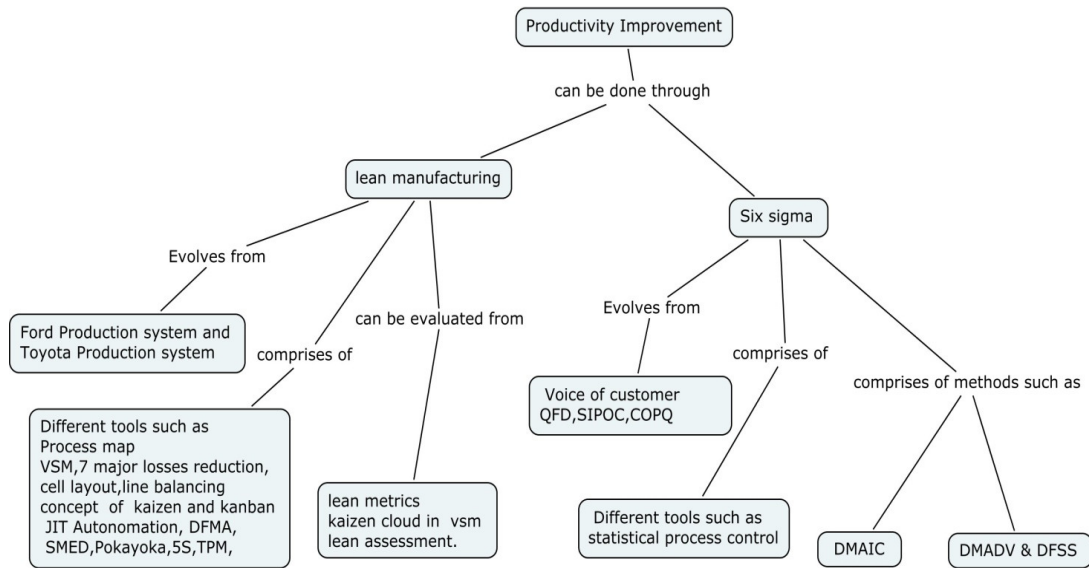 Productivity Improvement
can be done through
lean manufacturing
Six sigma
Evolves from
Ford Production system and
Toyota Production system
comprises of
Different tools such as
Process map
VSM,7 major losses reduction,
cell layout,line balancing
concept of kaizen and kanban
JIT Autonomation, DFMA,
SMED,Pokayoka,5S,TPM,
can be evaluated from
lean metrics
kaizen cloud in vsm
lean assessment.
Evolves from
Voice of customer
QFD,SIPOC,COPQ
comprises of
Different tools such as
statistical process control
comprises of methods such as
DMAIC
DMADV & DFSS